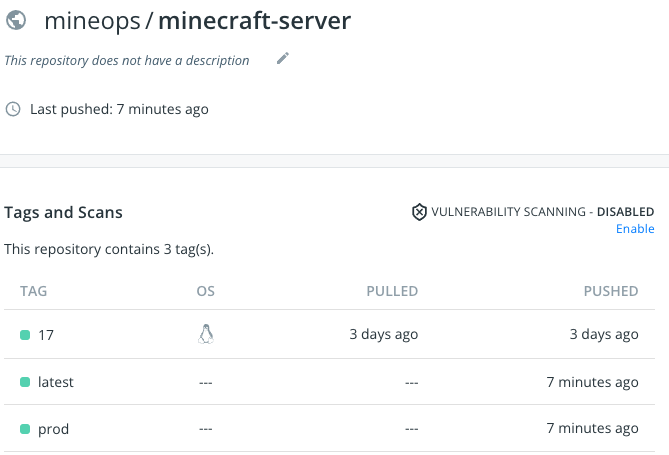 mineops / minecraft-server
This repository does not have a description
Last pushed: 7 minutes ago
Tags and Scans
VULNERABILITY SCANNING - DISABLED
Enable
This repository contains 3 tag(s).
TAG OS PULLED PUSHED
17 3 days ago 3 days ago
latest --- --- 7 minutes ago
prod --- --- 7 minutes ago